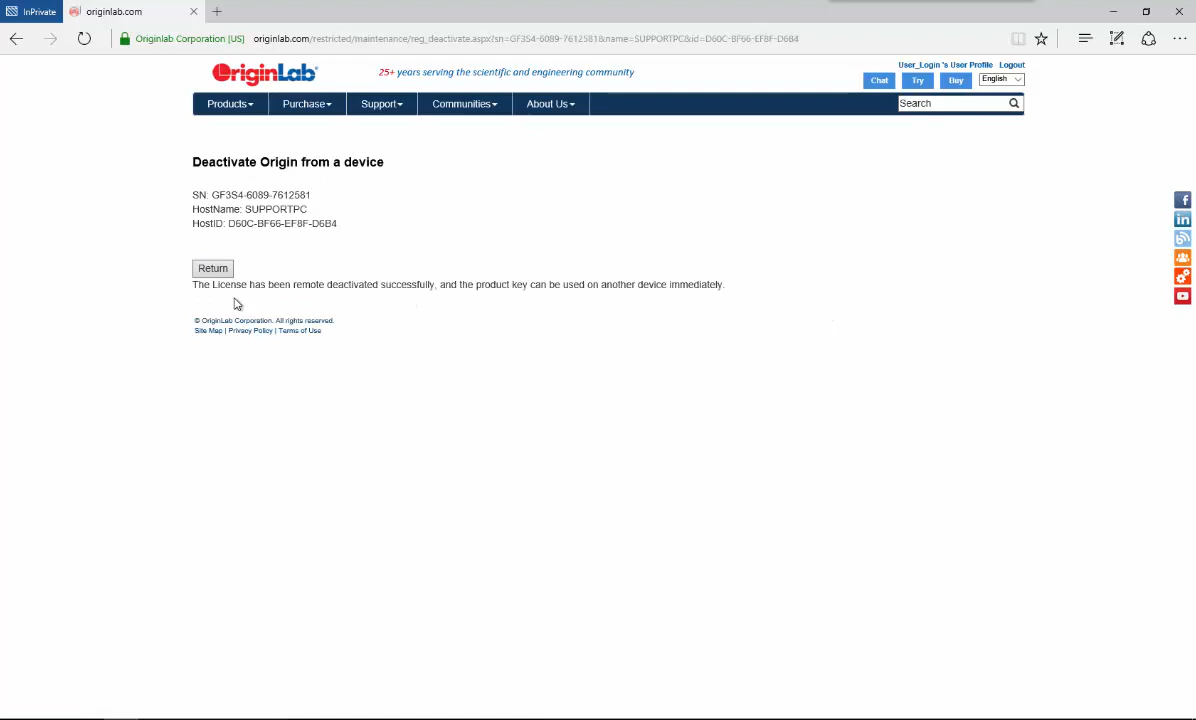 InPrivate
originlab.com
Originlab Corporation [US]
originlab.com/restricted/maintenance/reg_deactivate.aspx?sn=GF3S4-6089-7612581&name=SUPPORTPC&id=D60C-BF66-EF8F-D6B4
OriginLab®
25+ years serving the scientific and engineering community
User_Login 's User Profile Logout
Chat Try Buy English
Products Purchase Support Communities About Us Search
Deactivate Origin from a device
SN: GF3S4-6089-7612581
HostName: SUPPORTPC
HostID: D60C-BF66-EF8F-D6B4
Return
The License has been remote deactivated successfully, and the product key can be used on another device immediately.
© OriginLab Corporation. All rights reserved.
Site Map | Privacy Policy | Terms of Use